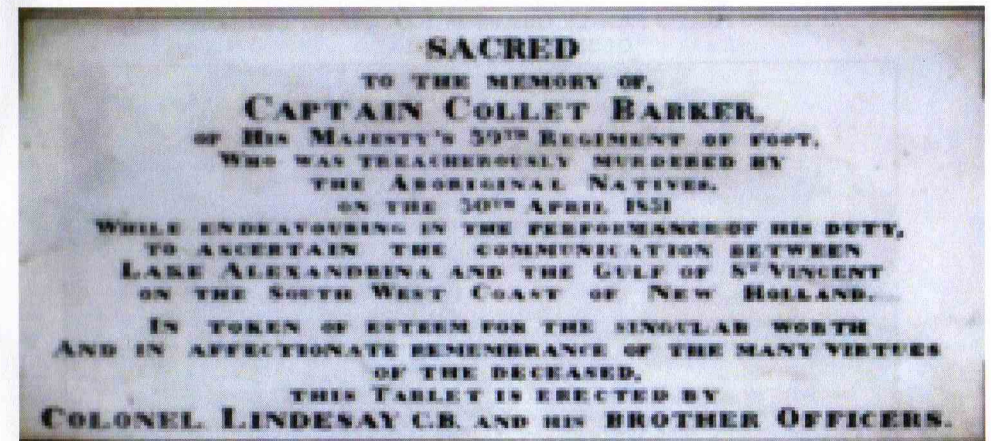 SACRED
TO THE MEMORY OF,
CAPTAIN COLLET BARKER,
OF HIS MAJESTY'S 39TH REGIMENT OF FOOT,
WHO WAS TREACHEROUSLY MURDERED BY
THE ABORIGINAL NATIVES,
ON THE 30TH APRIL 1831
WHILE ENDEAVOURING IN THE PERFORMANCE OF HIS DUTY,
TO ASCERTAIN THE COMMUNICATION BETWEEN
LAKE ALEXANDRINA AND THE GULF OF ST VINCENT
ON THE SOUTH WEST COAST OF NEW HOLLAND.
IN TOKEN OF ESTEEM FOR THE SINGULAR WORTH
AND IN AFFECTIONATE REMEMBRANCE OF THE MANY VIRTUES
OF THE DECEASED,
THIS TABLET IS ERECTED BY
COLONEL LINDESAY C.B. AND HIS BROTHER OFFICERS.